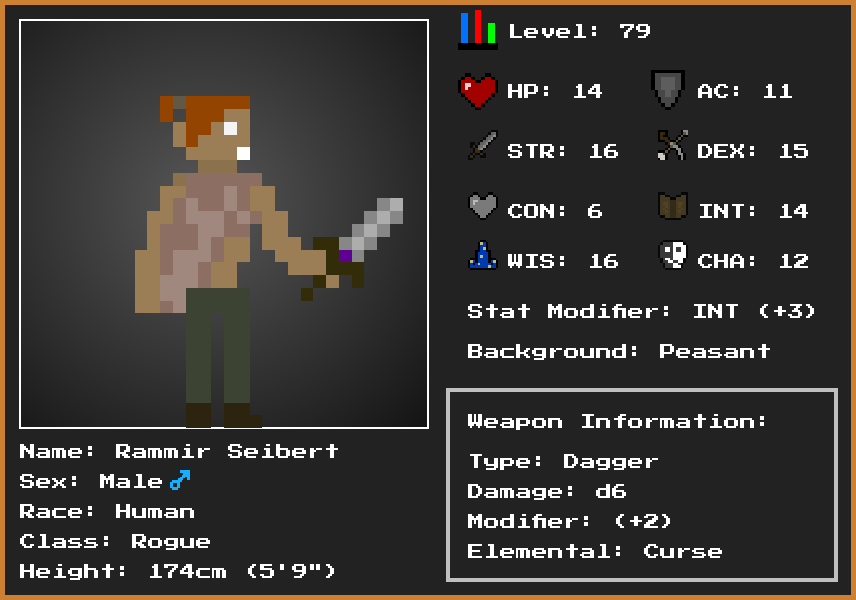 Level: 79
HP: 14
AC: 11
STR: 16
DEX: 15
CON: 6
INT: 14
WIS: 16
CHA: 12
Stat Modifier: INT (+3)
Background: Peasant
Weapon Information:
Type: Dagger
Damage: d6
Modifier: (+2)
Elemental: Curse
Name: Rammir Seibert
Sex: Male♂
Race: Human
Class: Rogue
Height: 174cm (5'9")